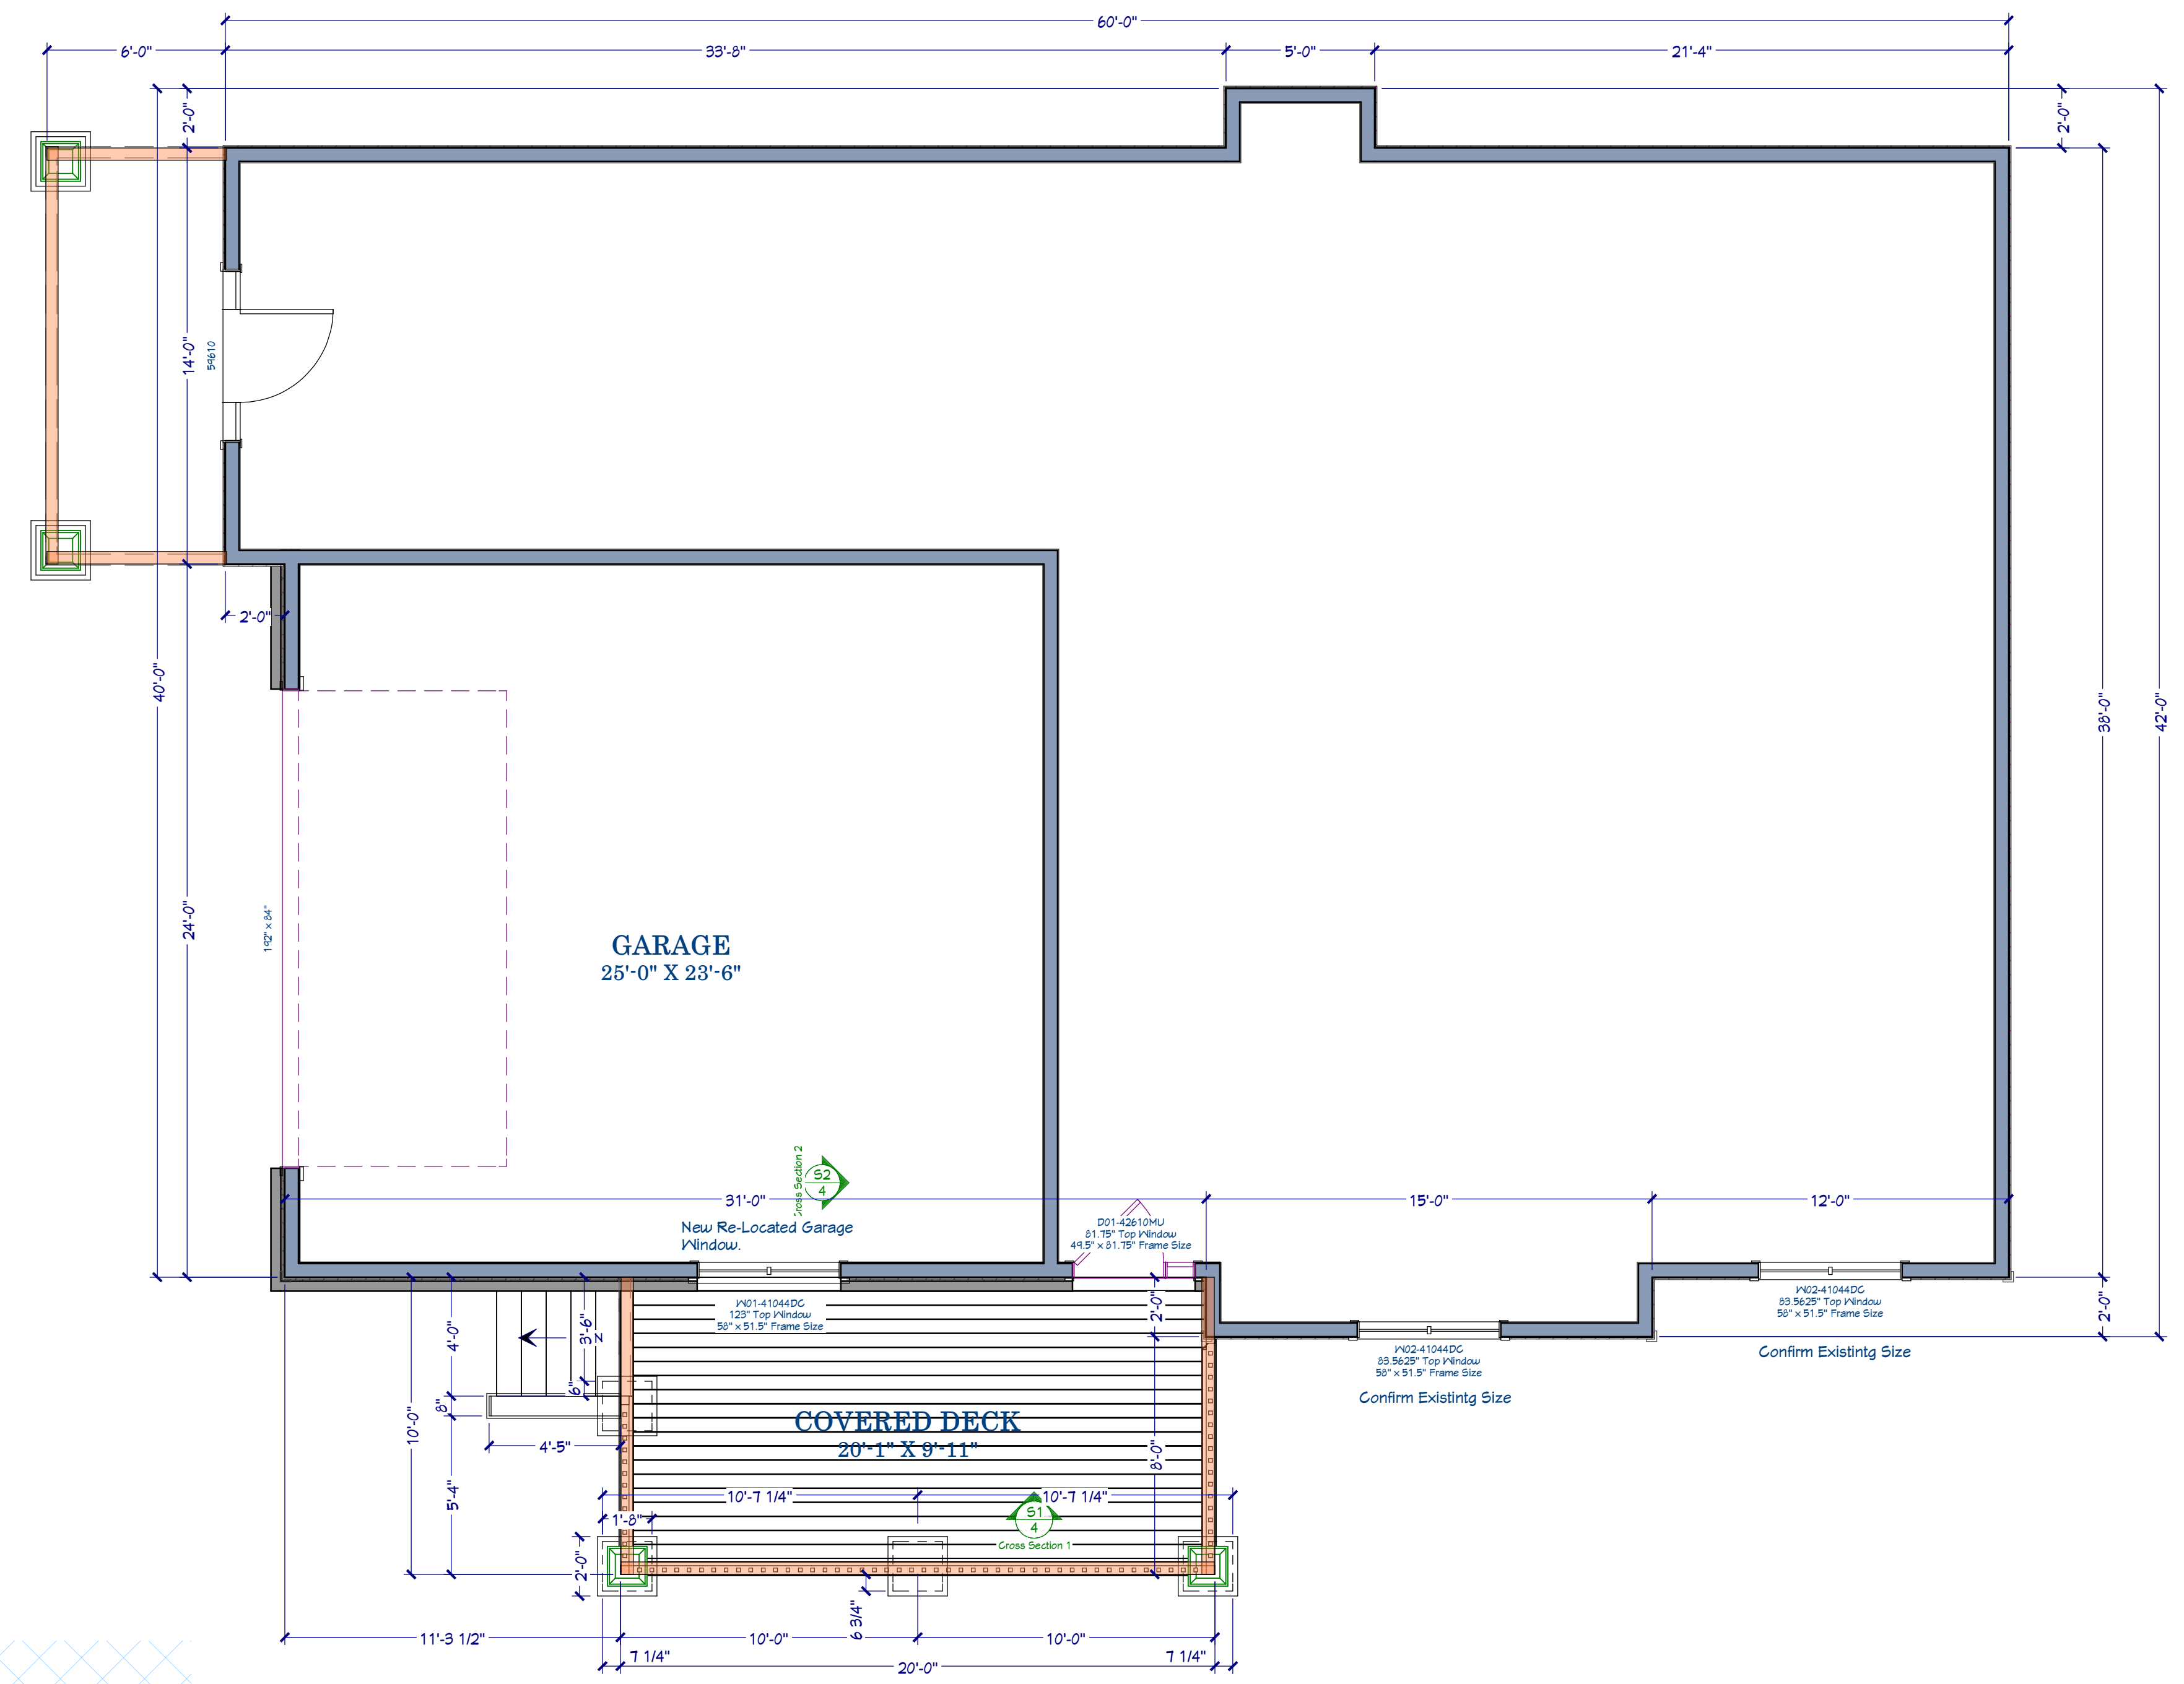 60'-0"
6'-0"
33'-8"
5'-0"
21'-4"
2'-0"
2'-0"
14'-0"
59610
2'-0"
40'-0"
38'-0"
42'-0"
24'-0"
192" x 84"
GARAGE
25'-0" X 23'-6"
Cross Section 2
S2
4
31'-0"
15'-0"
12'-0"
New Re-Located Garage
Window.
D01-42610MU
81.75" Top Window
49.5" x 81.75" Frame Size
W01-41044DC
123" Top Window
58" x 51.5" Frame Size
2'-0"
W02-41044DC
83.5625" Top Window
58" x 51.5" Frame Size
Confirm Existintg Size
2'-0"
W02-41044DC
83.5625" Top Window
58" x 51.5" Frame Size
Confirm Existintg Size
4'-0"
3'-6"
6"
8"
10'-0"
4'-5"
COVERED DECK
20'-1" X 9'-11"
8'-0"
5'-4"
10'-7 1/4"
10'-7 1/4"
1'-8"
S1
4
Cross Section 1
2'-0"
6 3/4"
11'-3 1/2"
10'-0"
10'-0"
7 1/4"
7 1/4"
20'-0"